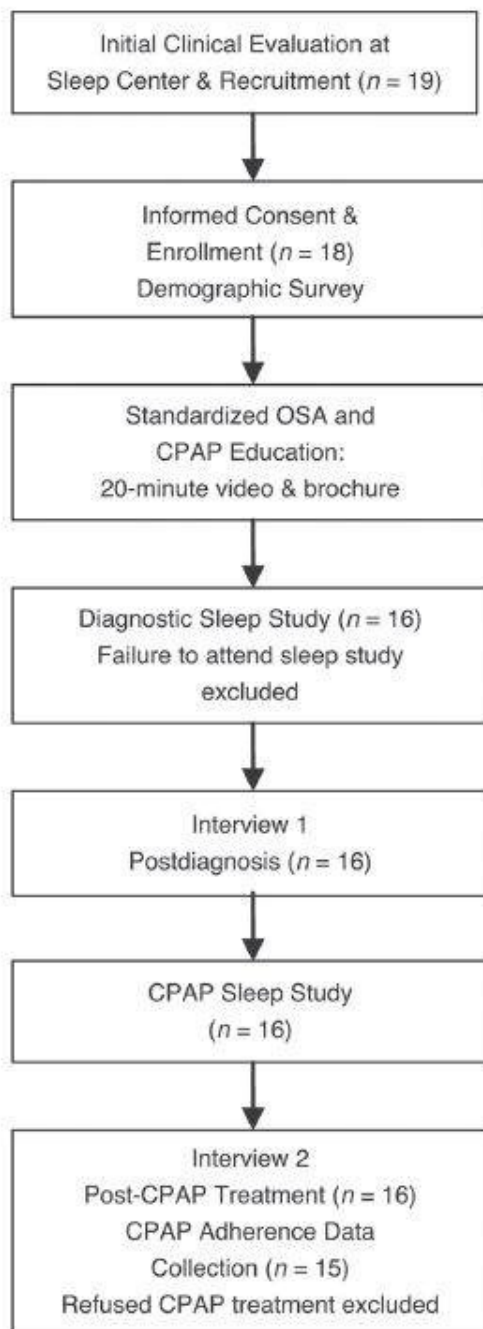 Initial Clinical Evaluation at
Sleep Center & Recruitment (n = 19)
Informed Consent &
Enrollment (n = 18)
Demographic Survey
Standardized OSA and
CPAP Education:
20-minute video & brochure
Diagnostic Sleep Study (n = 16)
Failure to attend sleep study
excluded
Interview 1
Postdiagnosis (n = 16)
CPAP Sleep Study
(n = 16)
Interview 2
Post-CPAP Treatment (n = 16)
CPAP Adherence Data
Collection (n = 15)
Refused CPAP treatment excluded